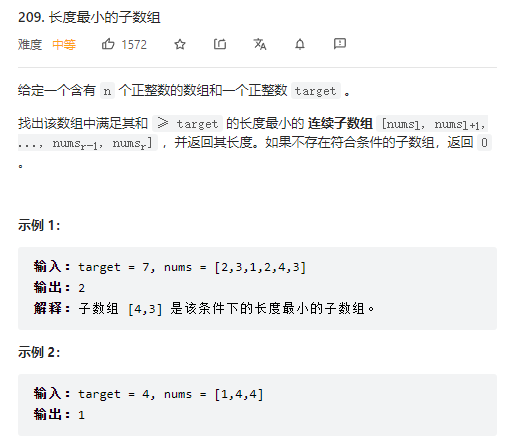 209. 长度最小的子数组
难度 中等 1572
给定一个含有 n 个正整数的数组和一个正整数 target 。
找出该数组中满足其和 ≥ target 的长度最小的 连续子数组 [numsl, numsl+1,
..., numsr-1, numsr] ，并返回其长度。如果不存在符合条件的子数组，返回 0
。
示例 1：
输入：target = 7, nums = [2,3,1,2,4,3]
输出：2
解释：子数组 [4,3] 是该条件下的长度最小的子数组。
示例 2：
输入：target = 4, nums = [1,4,4]
输出：1